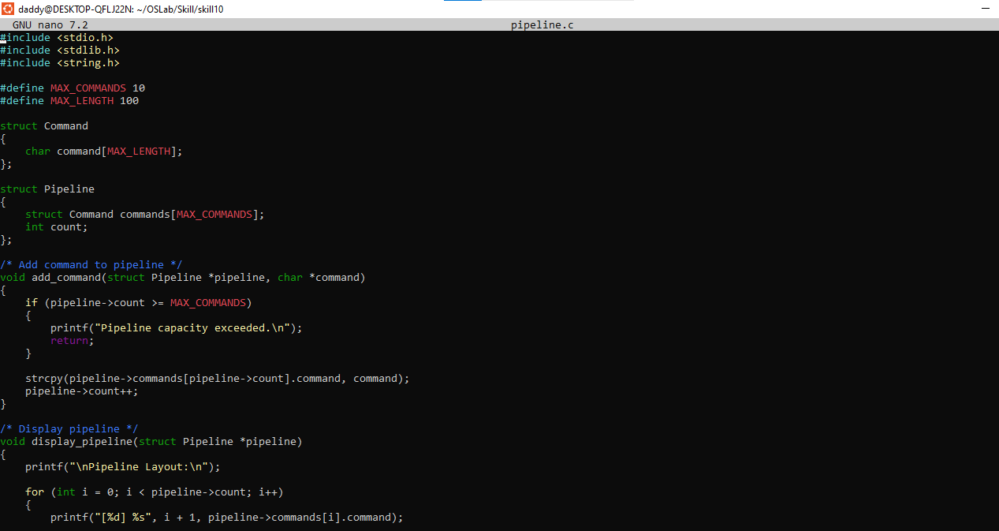 daddy@DESKTOP-QFLJ22N: ~/OSLab/Skill/skill10
GNU nano 7.2 pipeline.c
#include <stdio.h>
#include <stdlib.h>
#include <string.h>

#define MAX_COMMANDS 10
#define MAX_LENGTH 100

struct Command
{
    char command[MAX_LENGTH];
};

struct Pipeline
{
    struct Command commands[MAX_COMMANDS];
    int count;
};

/* Add command to pipeline */
void add_command(struct Pipeline *pipeline, char *command)
{
    if (pipeline->count >= MAX_COMMANDS)
    {
        printf("Pipeline capacity exceeded.\n");
        return;
    }

    strcpy(pipeline->commands[pipeline->count].command, command);
    pipeline->count++;
}

/* Display pipeline */
void display_pipeline(struct Pipeline *pipeline)
{
    printf("\nPipeline Layout:\n");

    for (int i = 0; i < pipeline->count; i++)
    {
        printf("[%d] %s", i + 1, pipeline->commands[i].command);